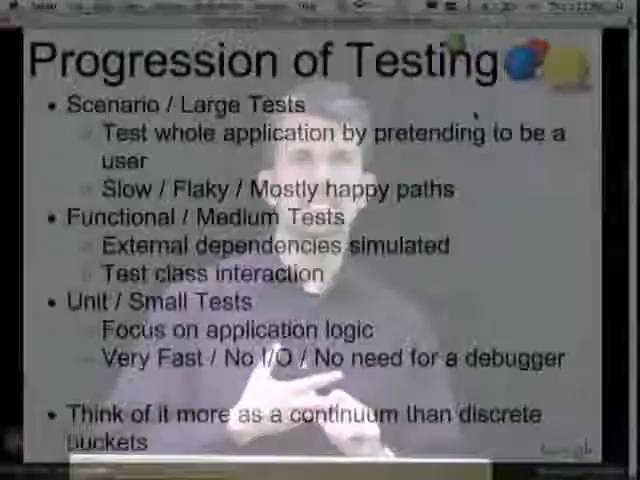 Progression of Testing
• Scenario / Large Tests
○ Test whole application by pretending to be a
user
○ Slow / Flaky / Mostly happy paths
• Functional / Medium Tests
○ External dependencies simulated
○ Test class interaction
• Unit / Small Tests
○ Focus on application logic
○ Very Fast / No I/O / No need for a debugger
• Think of it more as a continuum than discrete
buckets
Google